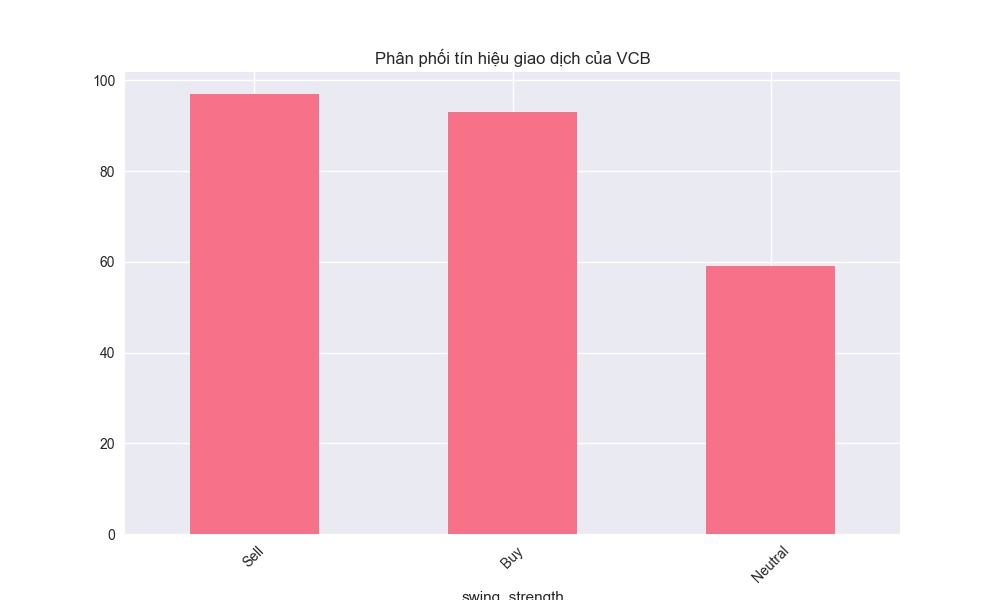 Phân phối tín hiệu giao dịch của VCB
100
80
60
40
20
0
Sell
Buy
Neutral
swing_strength